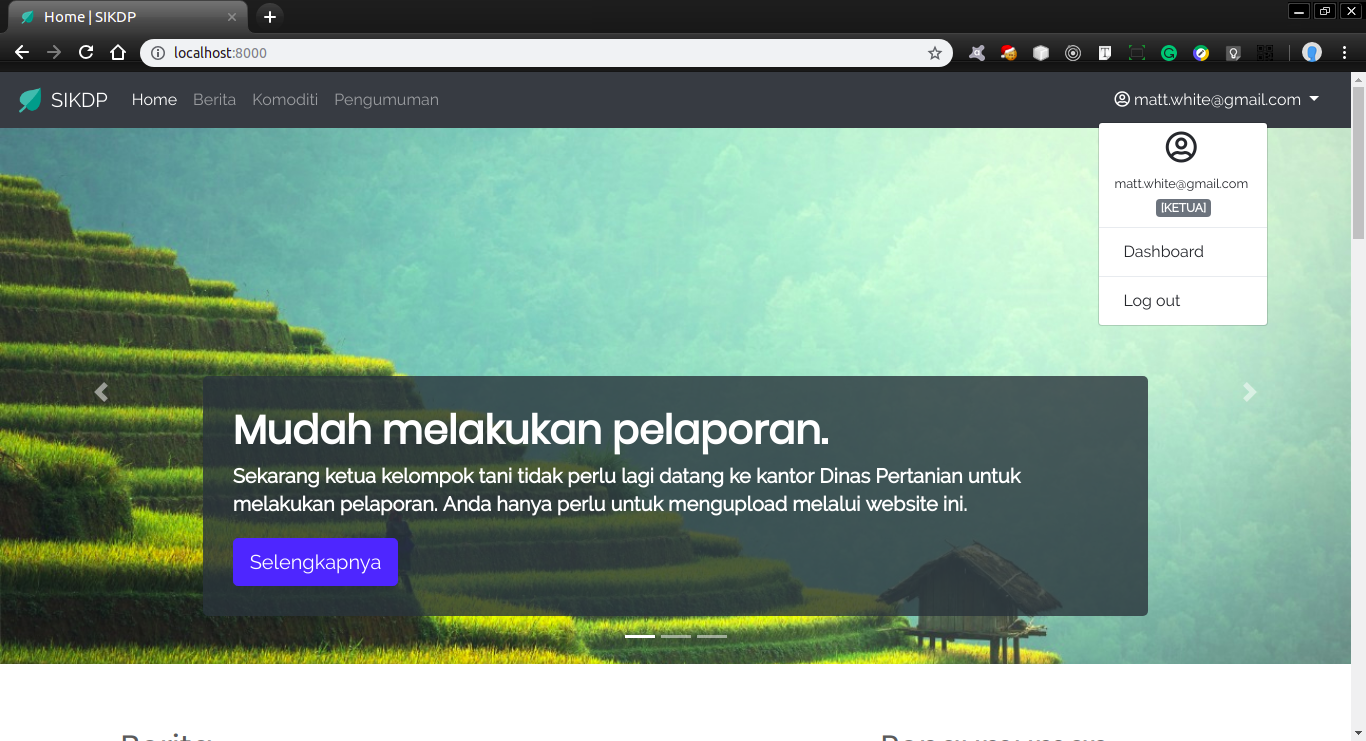 Home | SIKDP
localhost:8000
SIKDP Home Berita Komoditi Pengumuman matt.white@gmail.com
matt.white@gmail.com
[KETUA]
Dashboard
Log out
Mudah melakukan pelaporan.
Sekarang ketua kelompok tani tidak perlu lagi datang ke kantor Dinas Pertanian untuk
melakukan pelaporan. Anda hanya perlu untuk mengupload melalui website ini.
Selengkapnya
Berita Pengumuman